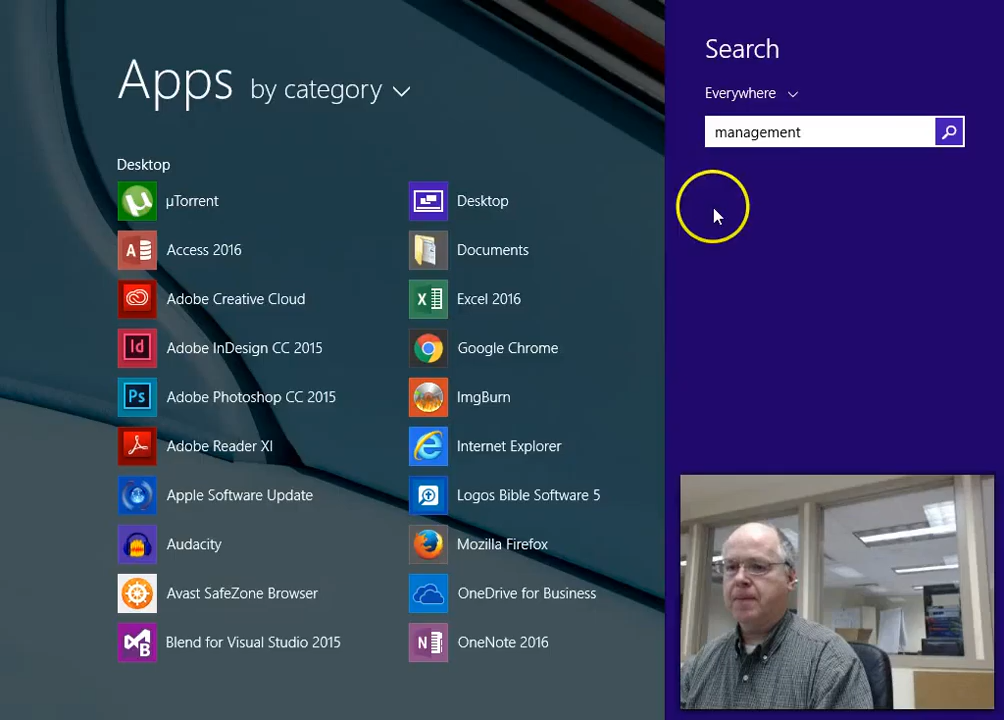 Apps by category
Desktop
µTorrent
Access 2016
Adobe Creative Cloud
Adobe InDesign CC 2015
Adobe Photoshop CC 2015
Adobe Reader XI
Apple Software Update
Audacity
Avast SafeZone Browser
Blend for Visual Studio 2015
Desktop
Documents
Excel 2016
Google Chrome
ImgBurn
Internet Explorer
Logos Bible Software 5
Mozilla Firefox
OneDrive for Business
OneNote 2016
Search
Everywhere
management